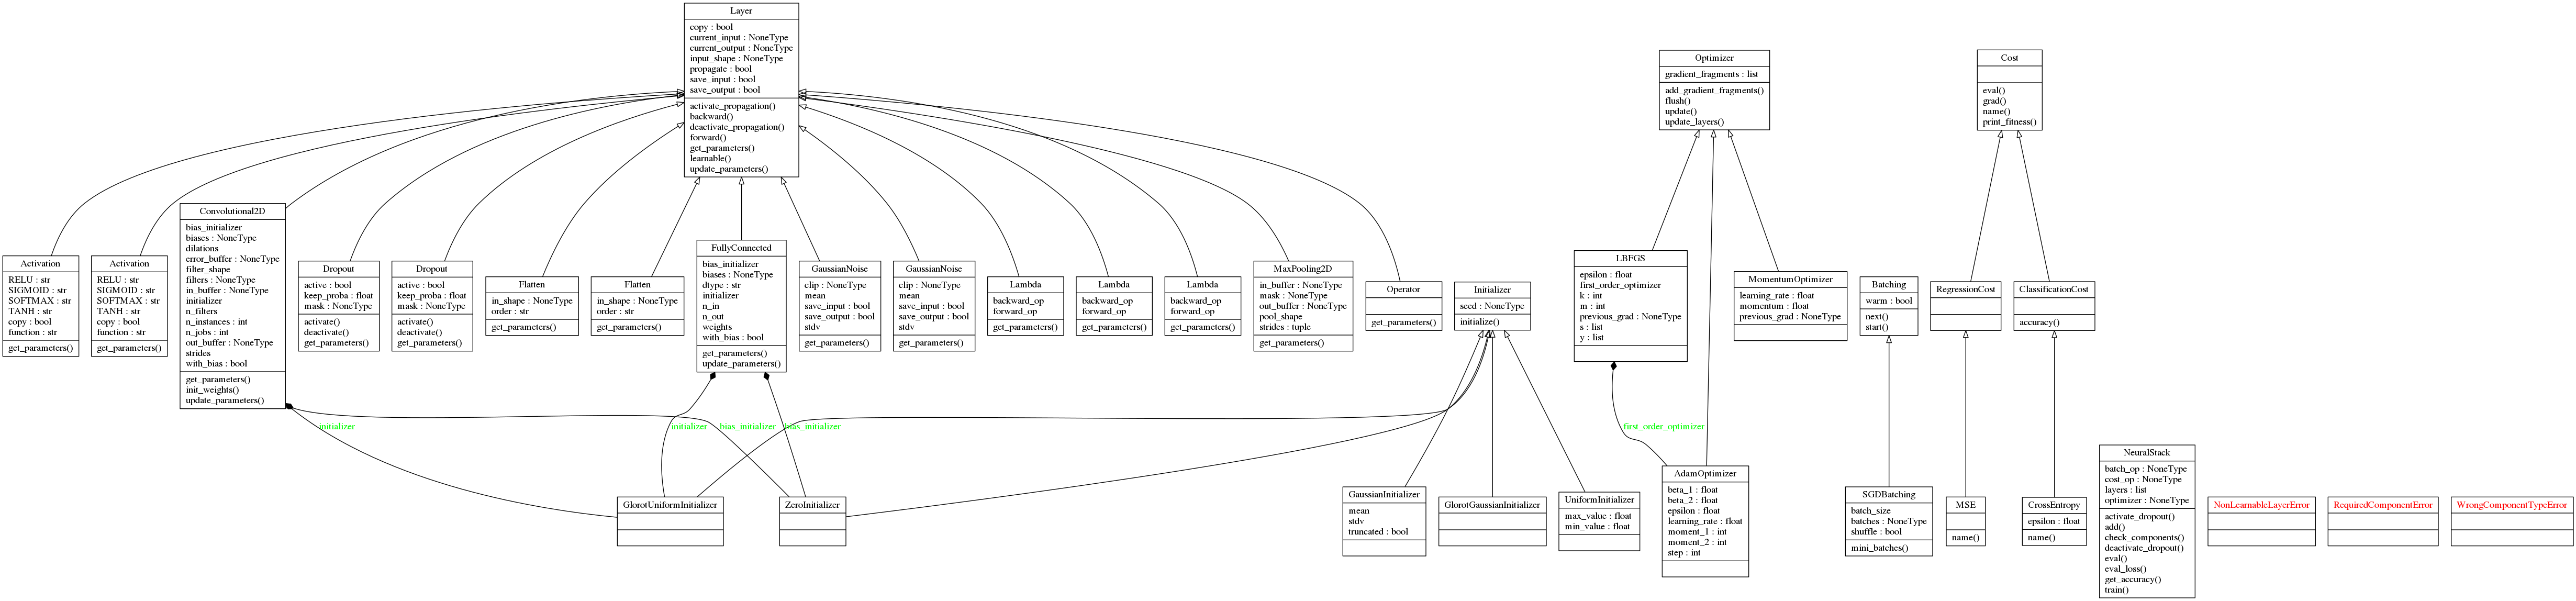 Layer
copy : bool
current_input : NoneType
current_output : NoneType
input_shape : NoneType
propagate : bool
save_input : bool
save_output : bool
activate_propagation()
backward()
deactivate_propagation()
forward()
get_parameters()
learnable()
update_parameters()
Optimizer
gradient_fragments : list
add_gradient_fragments()
flush()
update()
update_layers()
Cost
eval()
grad()
name()
print_fitness()
Activation
RELU : str
SIGMOID : str
SOFTMAX : str
TANH : str
copy : bool
function : str
get_parameters()
Activation
RELU : str
SIGMOID : str
SOFTMAX : str
TANH : str
copy : bool
function : str
get_parameters()
Convolutional2D
bias_initializer
biases : NoneType
dilations
error_buffer : NoneType
filter_shape
filters : NoneType
in_buffer : NoneType
initializer
n_filters
n_instances : int
n_jobs : int
out_buffer : NoneType
strides
with_bias : bool
get_parameters()
init_weights()
update_parameters()
Dropout
active : bool
keep_proba : float
mask : NoneType
activate()
deactivate()
get_parameters()
Dropout
active : bool
keep_proba : float
mask : NoneType
activate()
deactivate()
get_parameters()
Flatten
in_shape : NoneType
order : str
get_parameters()
Flatten
in_shape : NoneType
order : str
get_parameters()
FullyConnected
bias_initializer
biases : NoneType
dtype : str
initializer
n_in
n_out
weights
with_bias : bool
get_parameters()
update_parameters()
GaussianNoise
clip : NoneType
mean
save_input : bool
save_output : bool
stdv
get_parameters()
GaussianNoise
clip : NoneType
mean
save_input : bool
save_output : bool
stdv
get_parameters()
Lambda
backward_op
forward_op
get_parameters()
Lambda
backward_op
forward_op
get_parameters()
Lambda
backward_op
forward_op
get_parameters()
MaxPooling2D
in_buffer : NoneType
mask : NoneType
out_buffer : NoneType
pool_shape
strides : tuple
get_parameters()
Operator
get_parameters()
Initializer
seed : NoneType
initialize()
LBFGS
epsilon : float
first_order_optimizer
k : int
m : int
previous_grad : NoneType
s : list
y : list
MomentumOptimizer
learning_rate : float
momentum : float
previous_grad : NoneType
Batching
warm : bool
next()
start()
RegressionCost
ClassificationCost
accuracy()
initializer
initializer
bias_initializer
bias_initializer
first_order_optimizer
GlorotUniformInitializer
ZeroInitializer
GaussianInitializer
mean
stdv
truncated : bool
GlorotGaussianInitializer
UniformInitializer
max_value : float
min_value : float
AdamOptimizer
beta_1 : float
beta_2 : float
epsilon : float
learning_rate : float
moment_1 : int
moment_2 : int
step : int
SGDBatching
batch_size
batches : NoneType
shuffle : bool
mini_batches()
MSE
name()
CrossEntropy
epsilon : float
name()
NeuralStack
batch_op : NoneType
cost_op : NoneType
layers : list
optimizer : NoneType
activate_dropout()
add()
check_components()
deactivate_dropout()
eval()
eval_loss()
get_accuracy()
train()
NonLearnableLayerError
RequiredComponentError
WrongComponentTypeError